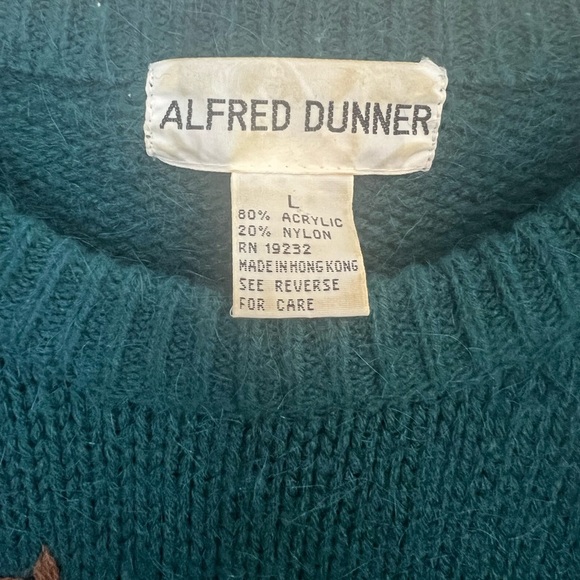 ALFRED DUNNER
L
80% ACRYLIC
20% NYLON
RN 19232
MADE IN HONG KONG
SEE REVERSE
FOR CARE